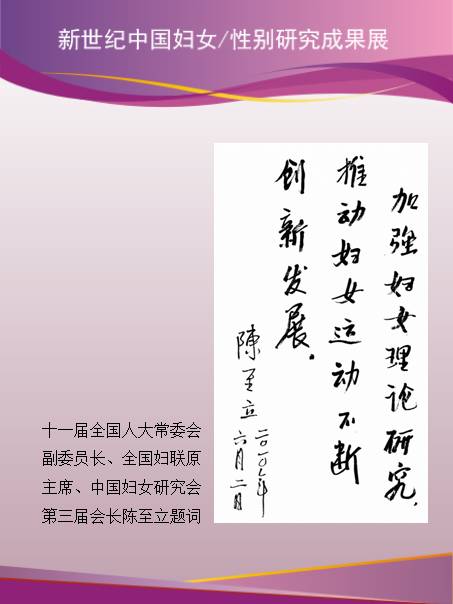 新世纪中国妇女/性别研究成果展
加强妇女理论研究，
推动妇女运动不断
创新发展。
陳至立
二〇一〇年
六月二日
十一届全国人大常委会
副委员长、全国妇联原
主席、中国妇女研究会
第三届会长陈至立题词